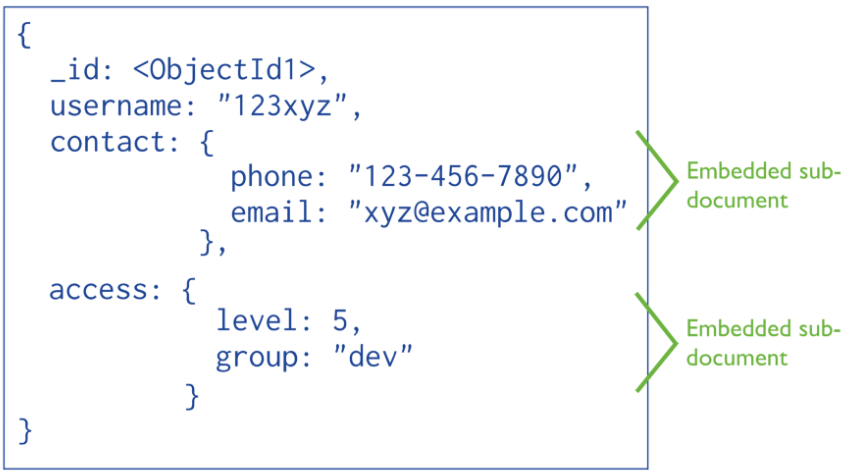 {
_id: <ObjectId1>,
username: "123xyz",
contact: {
phone: "123-456-7890",
email: "xyz@example.com"
},
Embedded sub-
document
access: {
level: 5,
group: "dev"
}
Embedded sub-
document
}